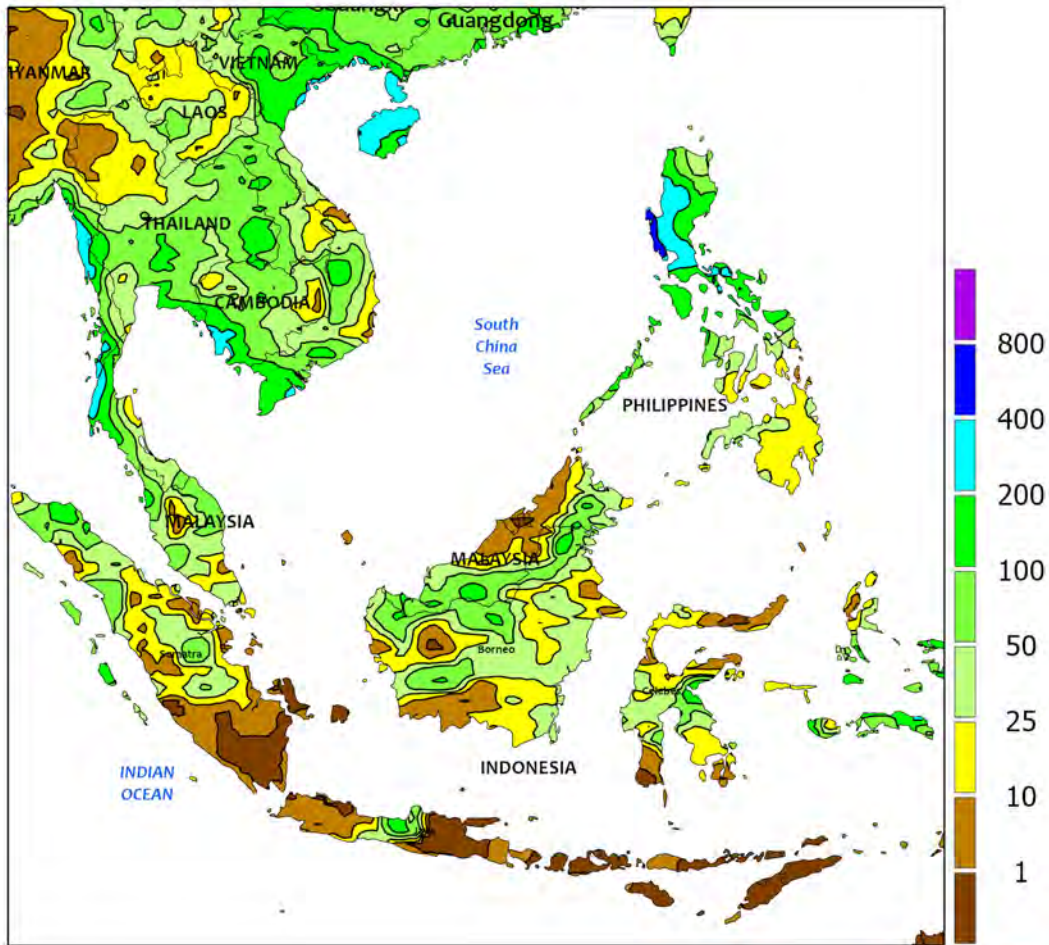 Guangdong
VIETNAM
LAOS
THAILAND
CAMBODIA
South
China
Sea
PHILIPPINES
MALAYSIA
MALAYSIA
Sumatra
Borneo
Celebes
INDONESIA
INDIAN
OCEAN
800
400
200
100
50
25
10
1